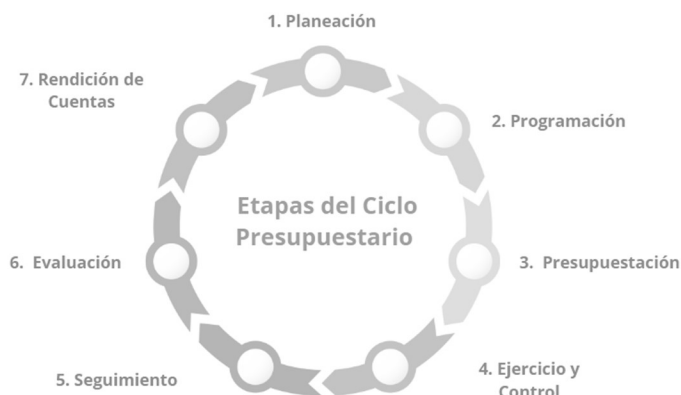 1. Planeación
7. Rendición de
Cuentas
2. Programación
Etapas del Ciclo
Presupuestario
6. Evaluación
3. Presupuestación
5. Seguimiento
4. Ejercicio y
Control